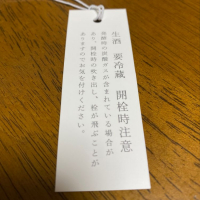 生酒　要冷蔵　開栓時注意
発酵時の炭酸ガスが含まれている場合が
あり、開栓時の吹き出し、栓が飛ぶことが
ありますのでお気を付けください。